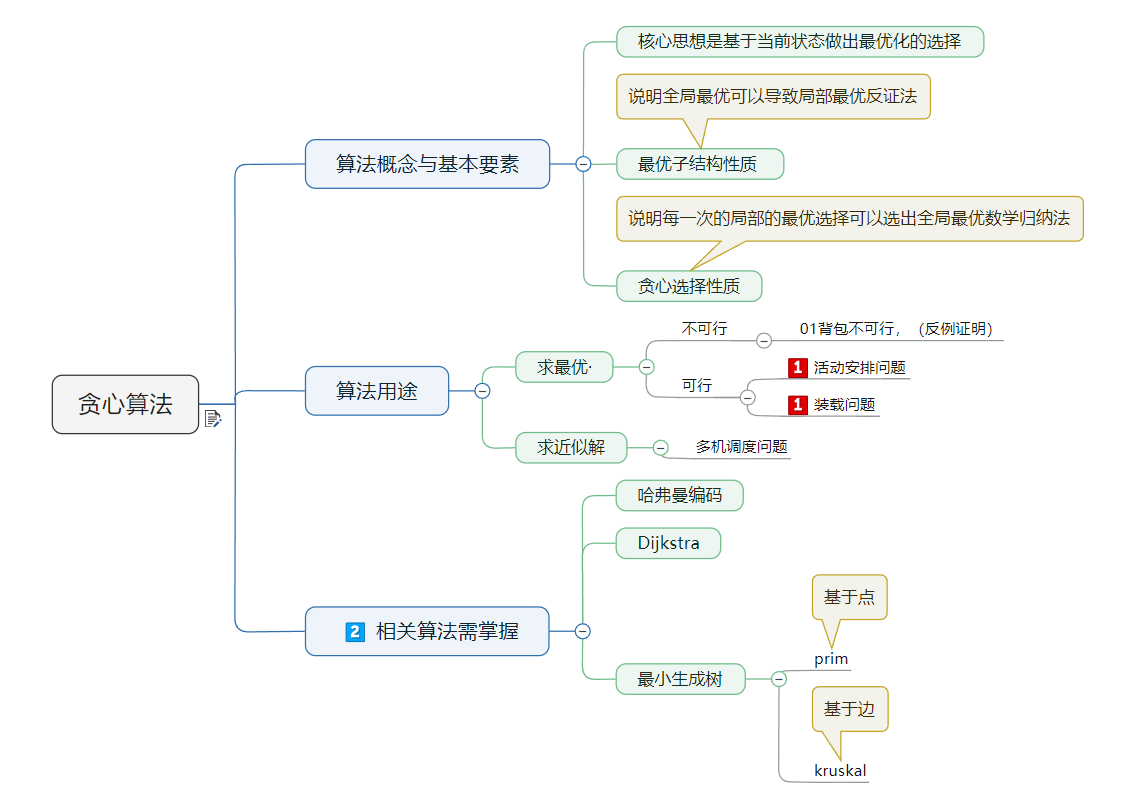 贪心算法
算法概念与基本要素
核心思想是基于当前状态做出最优化的选择
说明全局最优可以导致局部最优反证法
最优子结构性质
说明每一次的局部的最优选择可以选出全局最优数学归纳法
贪心选择性质
算法用途
求最优·
不可行
01背包不可行，（反例证明）
可行
1 活动安排问题
1 装载问题
求近似解
多机调度问题
2 相关算法需掌握
哈弗曼编码
Dijkstra
最小生成树
基于点
prim
基于边
kruskal